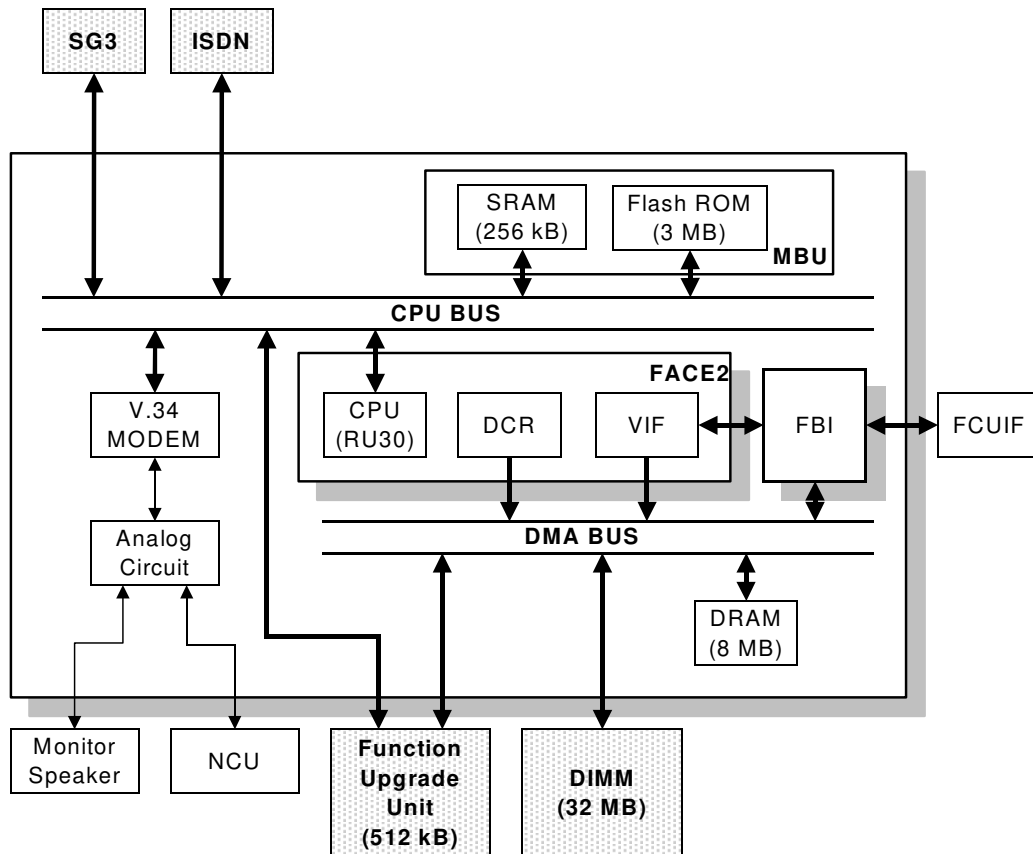 SG3
ISDN
SRAM
(256 kB)
Flash ROM
(3 MB)
MBU
CPU BUS
FACE2
V.34
MODEM
CPU
(RU30)
DCR
VIF
FBI
FCUIF
Analog
Circuit
DMA BUS
DRAM
(8 MB)
Monitor
Speaker
NCU
Function
Upgrade
Unit
(512 kB)
DIMM
(32 MB)